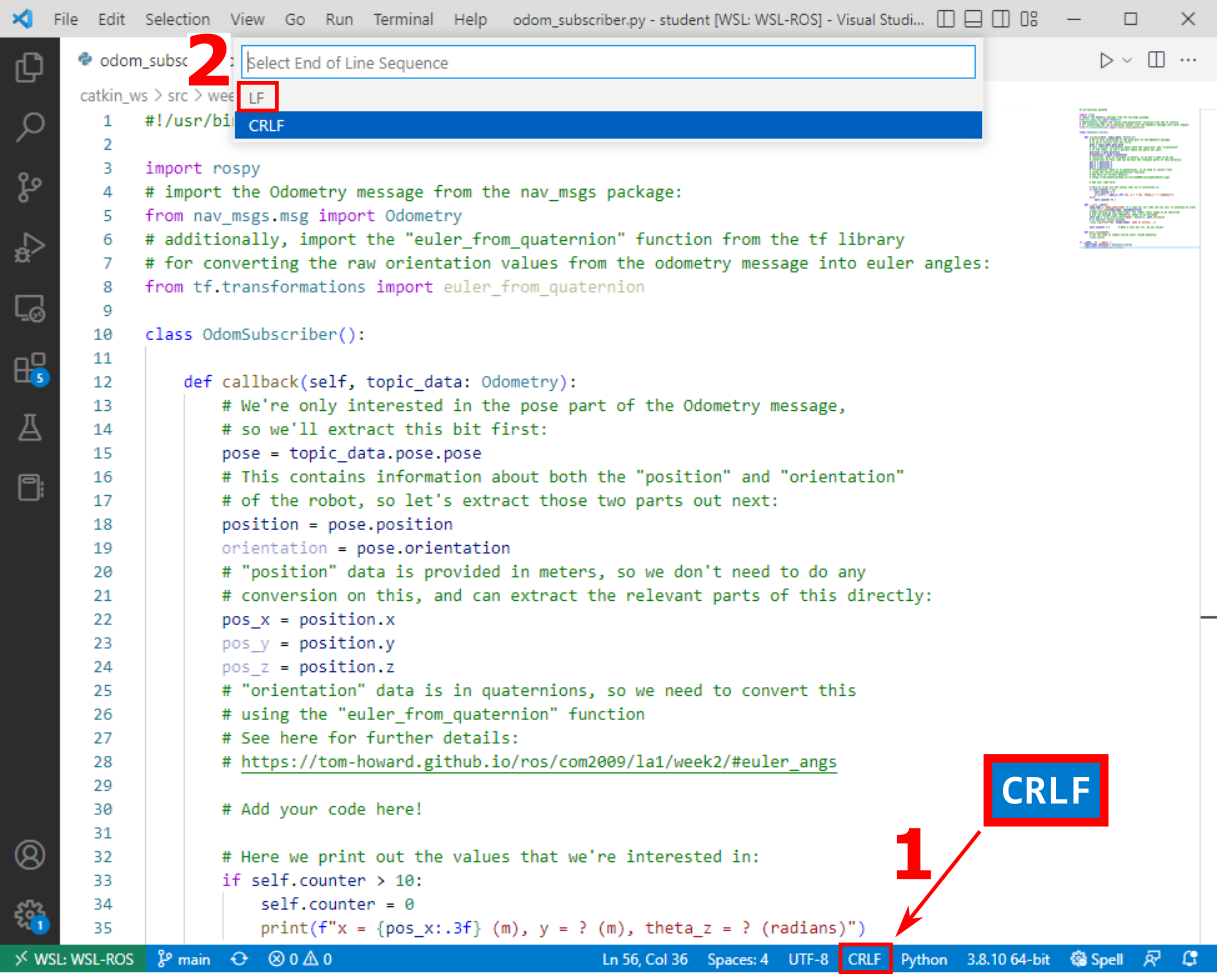 File Edit Selection View Go Run Terminal Help odom_subscriber.py - student [WSL: WSL-ROS] - Visual Studi...
2
odom_subsc
Select End of Line Sequence
catkin_ws > src > wee
LF
CRLF
1 #!/usr/bi
2
3 import rospy
4 # import the Odometry message from the nav_msgs package:
5 from nav_msgs.msg import Odometry
6 # additionally, import the "euler_from_quaternion" function from the tf library
7 # for converting the raw orientation values from the odometry message into euler angles:
8 from tf.transformations import euler_from_quaternion
9
10 class OdomSubscriber():
11
12 def callback(self, topic_data: Odometry):
13 # We're only interested in the pose part of the Odometry message,
14 # so we'll extract this bit first:
15 pose = topic_data.pose.pose
16 # This contains information about both the "position" and "orientation"
17 # of the robot, so let's extract those two parts out next:
18 position = pose.position
19 orientation = pose.orientation
20 # "position" data is provided in meters, so we don't need to do any
21 # conversion on this, and can extract the relevant parts of this directly:
22 pos_x = position.x
23 pos_y = position.y
24 pos_z = position.z
25 # "orientation" data is in quaternions, so we need to convert this
26 # using the "euler_from_quaternion" function
27 # See here for further details:
28 # https://tom-howard.github.io/ros/com2009/la1/week2/#euler_angs
29
30 # Add your code here!
31
32 # Here we print out the values that we're interested in:
33 if self.counter > 10:
34 self.counter = 0
35 print(f"x = {pos_x:.3f} (m), y = ? (m), theta_z = ? (radians)")
5
CRLF
1
1
WSL: WSL-ROS main 0 0 Ln 56, Col 36 Spaces: 4 UTF-8 CRLF Python 3.8.10 64-bit Spell